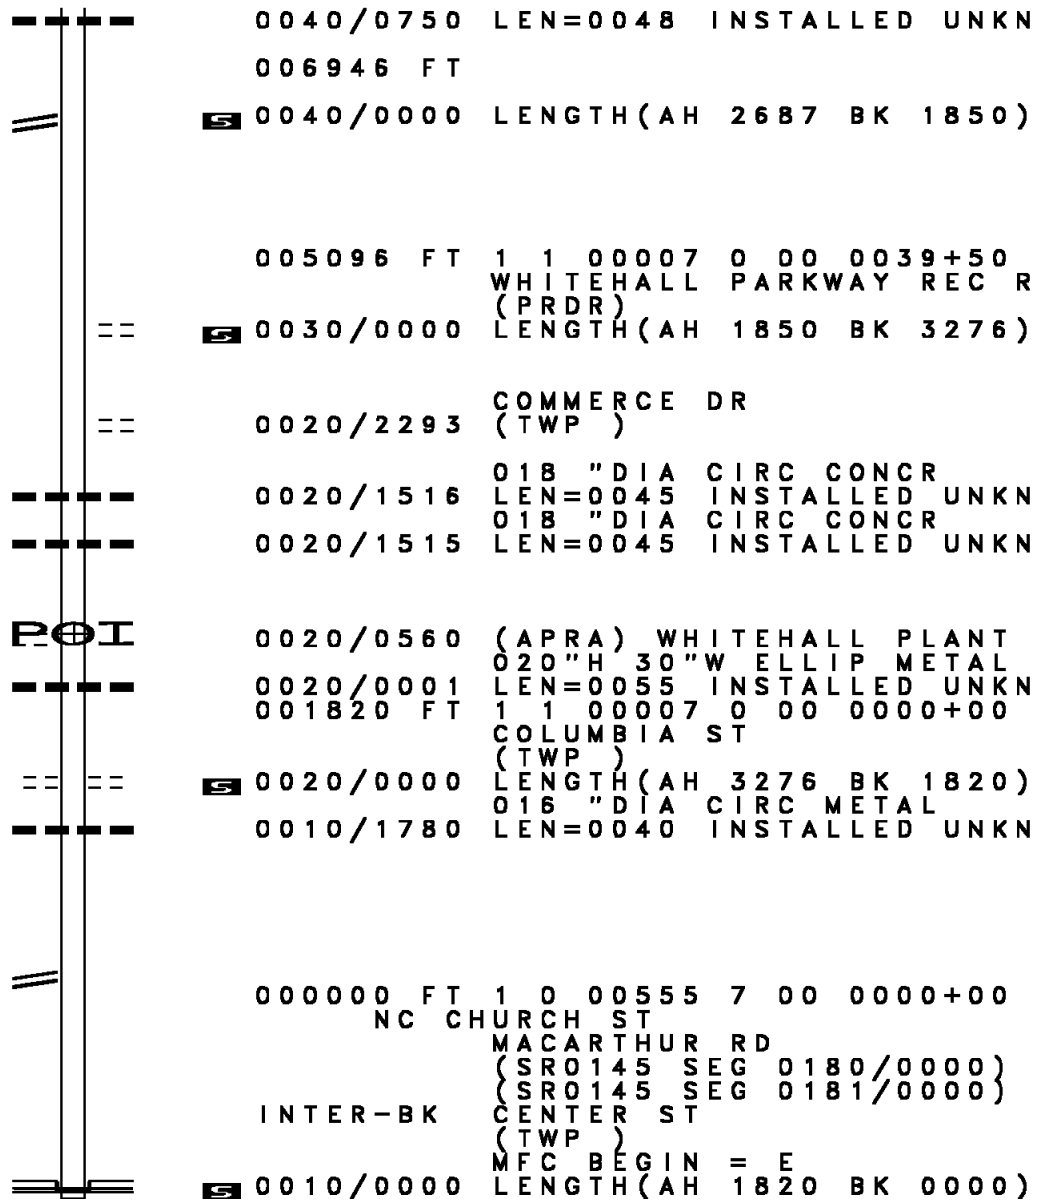 0040/0750 LEN=0048 INSTALLED UNKN
006946 FT
S 0040/0000 LENGTH(AH 2687 BK 1850)
005096 FT 1 1 00007 0 00 0039+50
WHITEHALL PARKWAY REC R
(PRDR)
S 0030/0000 LENGTH(AH 1850 BK 3276)
COMMERCE DR
0020/2293 (TWP )
018 "DIA CIRC CONCR
0020/1516 LEN=0045 INSTALLED UNKN
018 "DIA CIRC CONCR
0020/1515 LEN=0045 INSTALLED UNKN
POI 0020/0560 (APRA) WHITEHALL PLANT
020"H 30"W ELLIP METAL
0020/0001 LEN=0055 INSTALLED UNKN
001820 FT 1 1 00007 0 00 0000+00
COLUMBIA ST
(TWP )
S 0020/0000 LENGTH(AH 3276 BK 1820)
016 "DIA CIRC METAL
0010/1780 LEN=0040 INSTALLED UNKN
000000 FT 1 0 00555 7 00 0000+00
NC CHURCH ST
MACARTHUR RD
(SR0145 SEG 0180/0000)
(SR0145 SEG 0181/0000)
INTER-BK CENTER ST
(TWP )
MFC BEGIN = E
S 0010/0000 LENGTH(AH 1820 BK 0000)